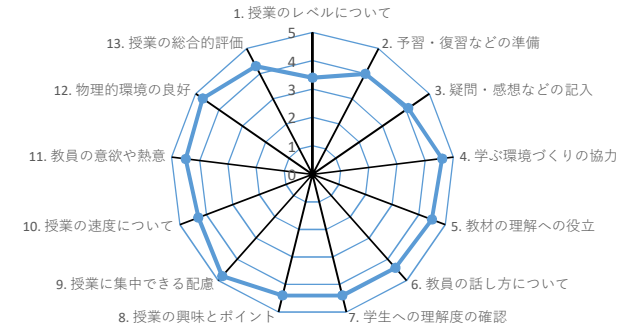 1. 授業のレベルについて
2. 予習・復習などの準備
3. 疑問・感想などの記入
4. 学ぶ環境づくりの協力
5. 教材の理解への役立
6. 教員の話し方について
7. 学生への理解度の確認
8. 授業の興味とポイント
9. 授業に集中できる配慮
10. 授業の速度について
11. 教員の意欲や熱意
12. 物理的環境の良好
13. 授業の総合的評価
5
4
3
2
1
0